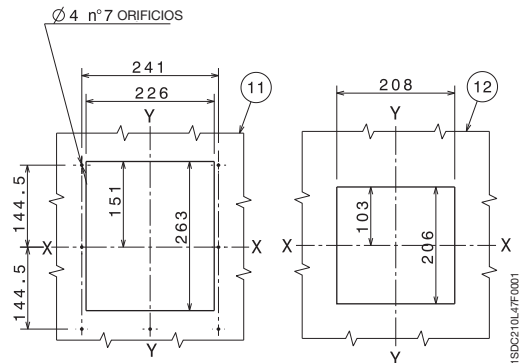 Ø 4 n°7 ORIFICIOS
241
226
11
Y
208
12
Y
144.5
151
263
103
206
X
X
X
X
144.5
Y
Y
1SDC210L47F0001